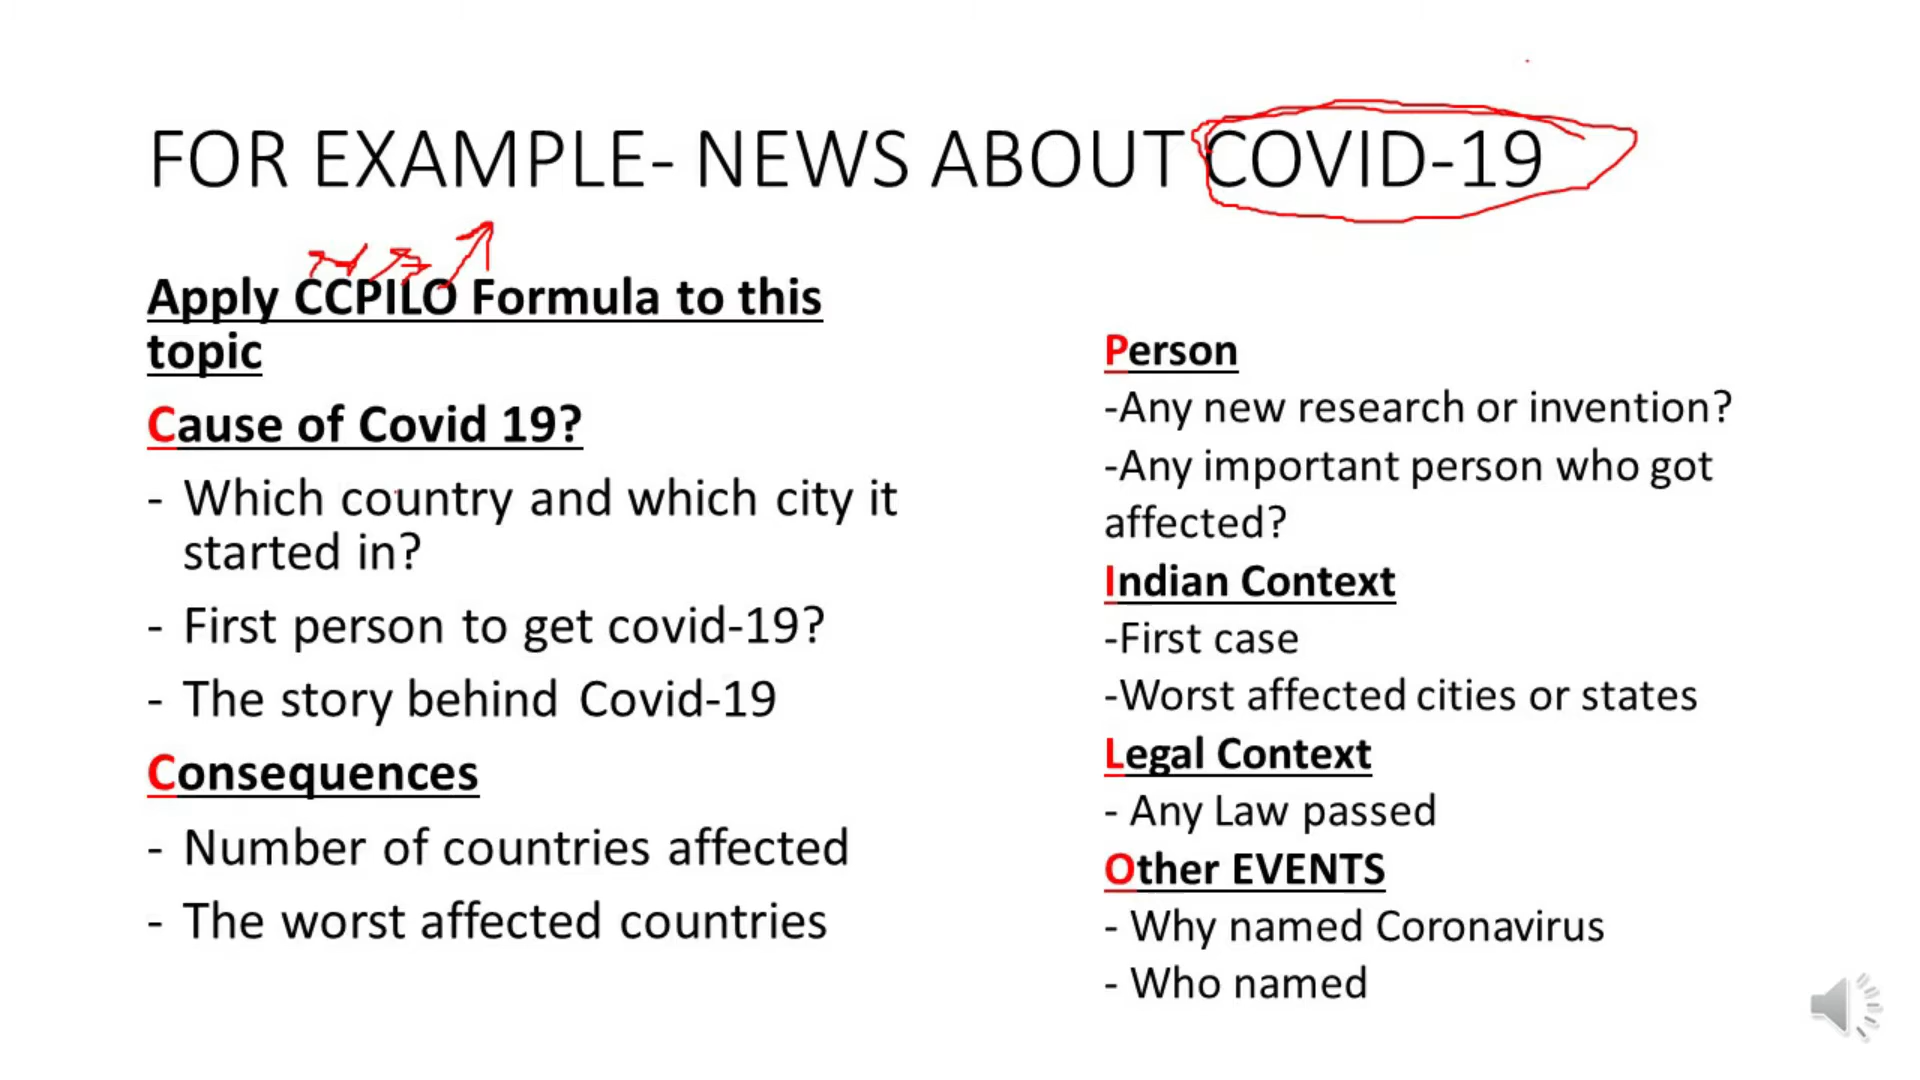 FOR EXAMPLE- NEWS ABOUT COVID-19
Apply CCPILO Formula to this
topic
Cause of Covid 19?
- Which country and which city it
started in?
- First person to get covid-19?
- The story behind Covid-19
Consequences
- Number of countries affected
- The worst affected countries
Person
-Any new research or invention?
-Any important person who got
affected?
Indian Context
-First case
-Worst affected cities or states
Legal Context
- Any Law passed
Other EVENTS
- Why named Coronavirus
- Who named